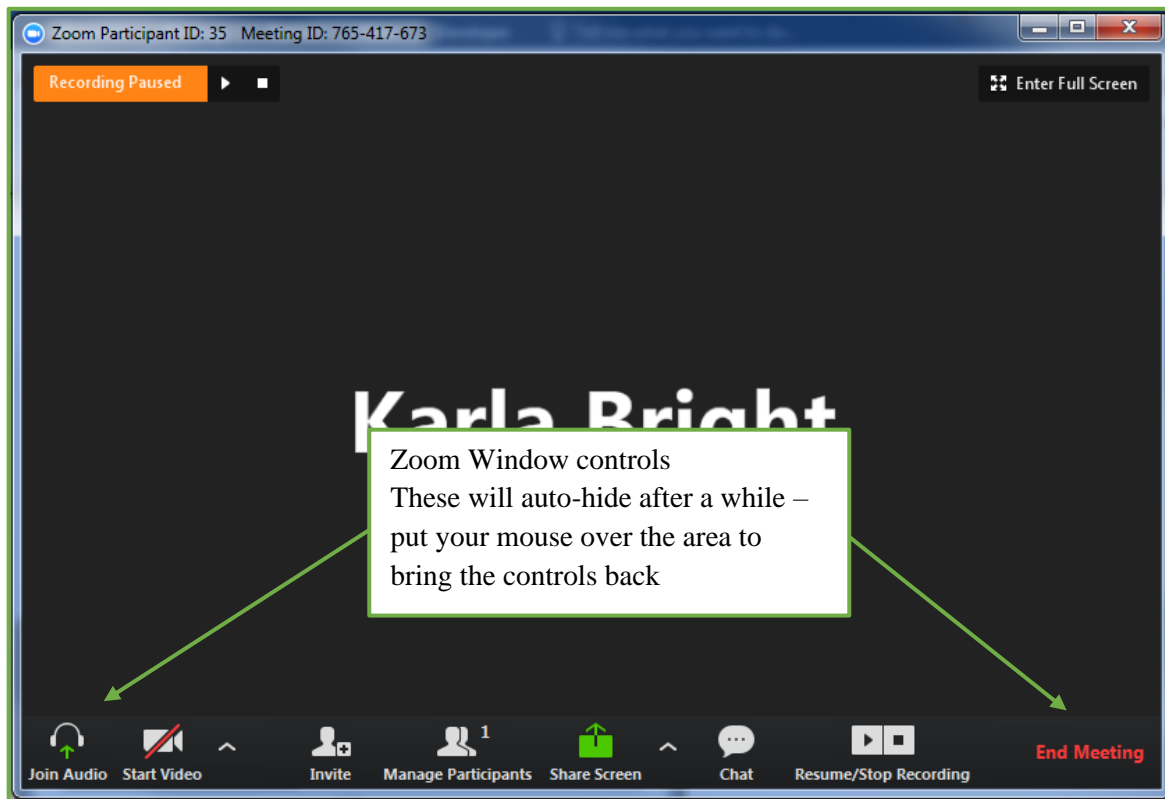 Zoom Participant ID: 35 Meeting ID: 765-417-673
Recording Paused
Enter Full Screen
Karla Bright
Zoom Window controls
These will auto-hide after a while –
put your mouse over the area to
bring the controls back
1
Join Audio Start Video Invite Manage Participants Share Screen Chat Resume/Stop Recording End Meeting